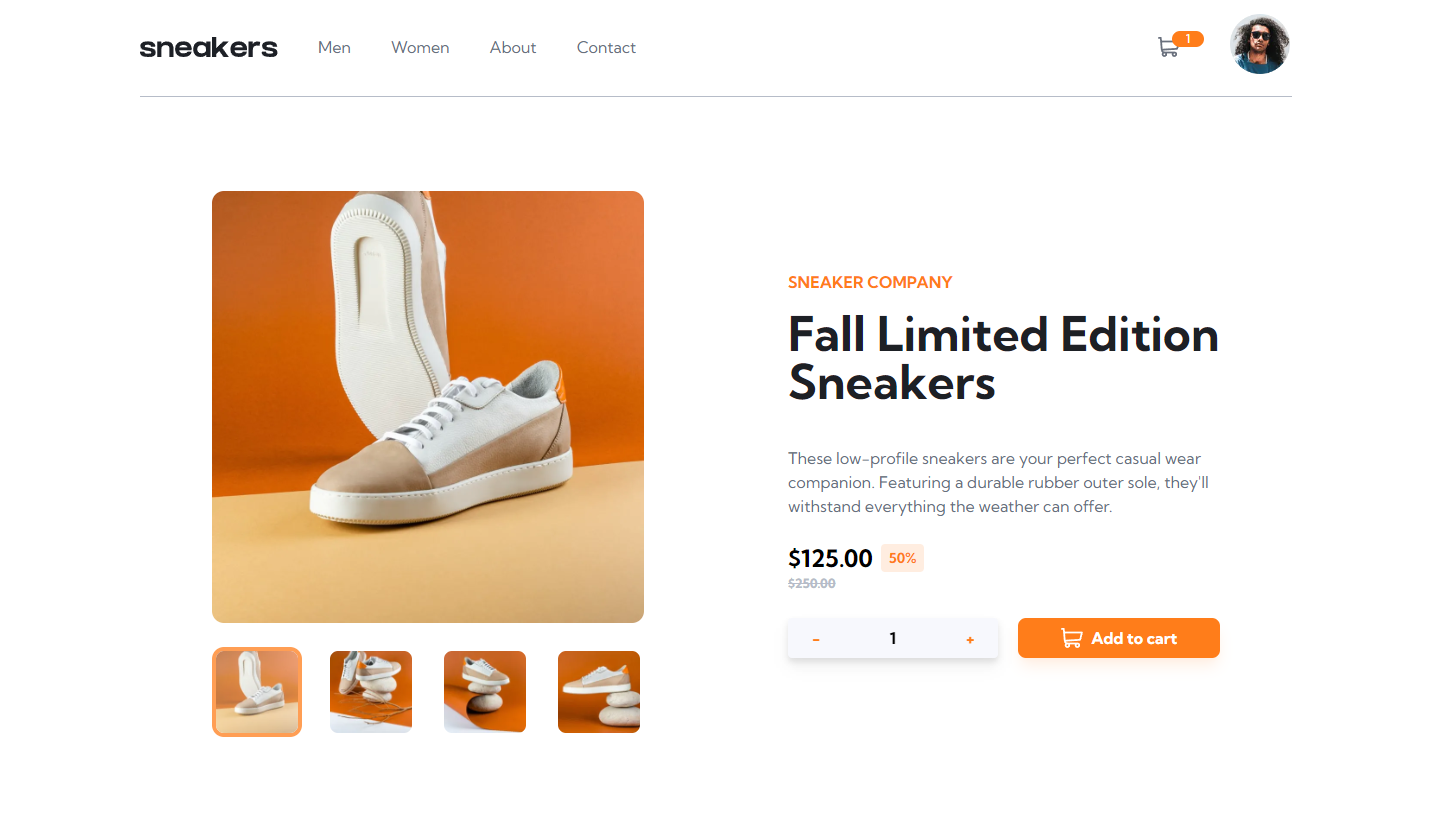 sneakers
Men
Women
About
Contact
1
SNEAKER COMPANY
Fall Limited Edition
Sneakers
These low-profile sneakers are your perfect casual wear
companion. Featuring a durable rubber outer sole, they'll
withstand everything the weather can offer.
$125.00 50%
$250.00
- 1 +
Add to cart